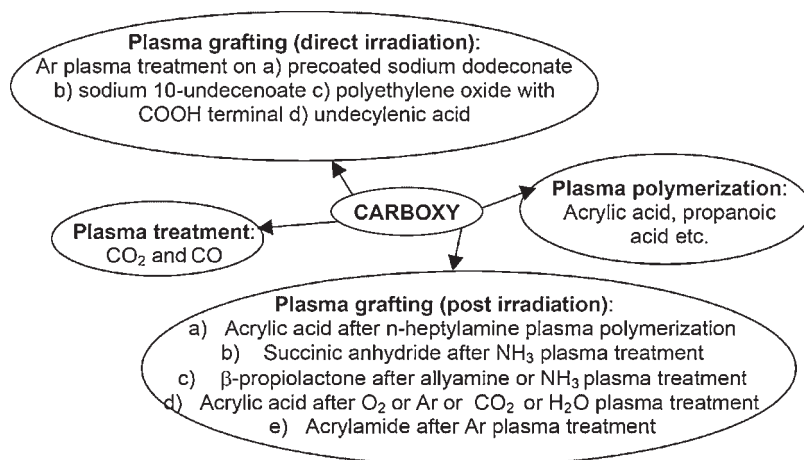 Plasma grafting (direct irradiation):
Ar plasma treatment on a) precoated sodium dodeconate
b) sodium 10-undecenoate c) polyethylene oxide with
COOH terminal d) undecylenic acid
CARBOXY
Plasma polymerization:
Acrylic acid, propanoic
acid etc.
Plasma treatment:
CO₂ and CO
Plasma grafting (post irradiation):
a) Acrylic acid after n-heptylamine plasma polymerization
b) Succinic anhydride after NH₃ plasma treatment
c) β-propiolactone after allyamine or NH₃ plasma treatment
d) Acrylic acid after O₂ or Ar or CO₂ or H₂O plasma treatment
e) Acrylamide after Ar plasma treatment